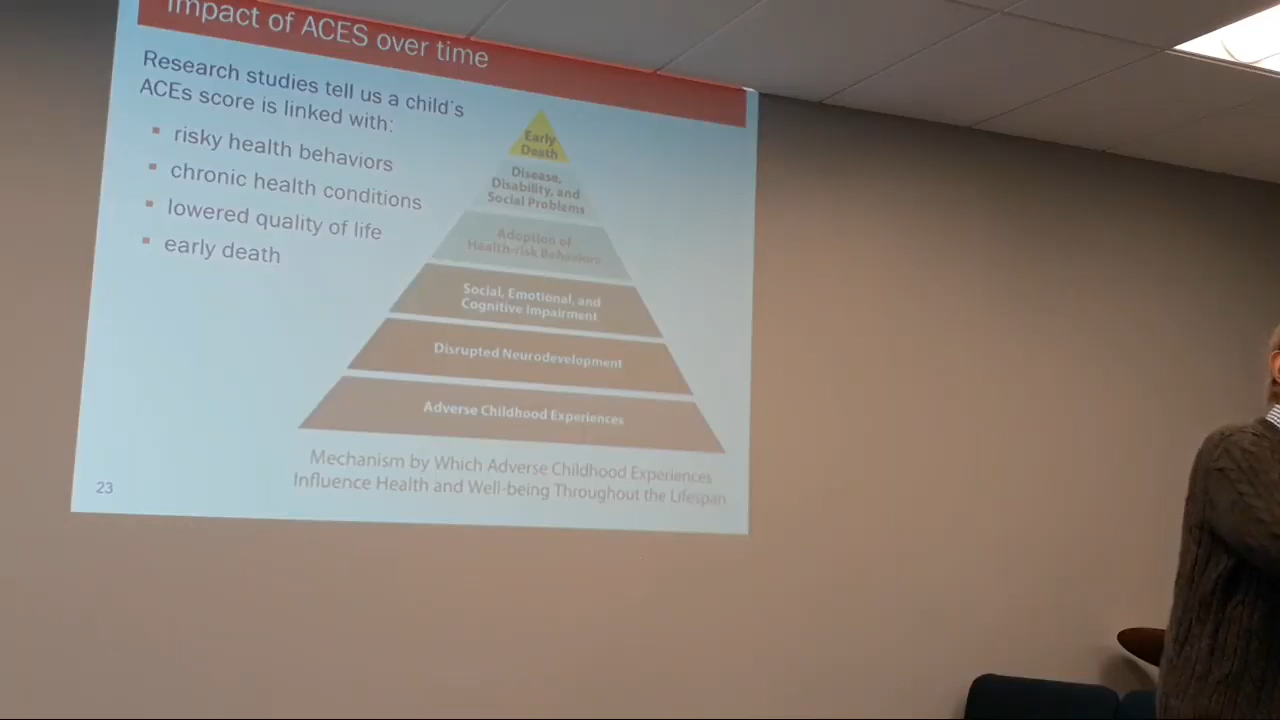 Impact of ACES over time
Research studies tell us a child's
ACEs score is linked with:
▪ risky health behaviors
▪ chronic health conditions
▪ lowered quality of life
▪ early death
Early
Death
Disease,
Disability, and
Social Problems
Adoption of
Health-risk Behaviors
Social, Emotional, and
Cognitive Impairment
Disrupted Neurodevelopment
Adverse Childhood Experiences
Mechanism by Which Adverse Childhood Experiences
Influence Health and Well-being Throughout the Lifespan
23